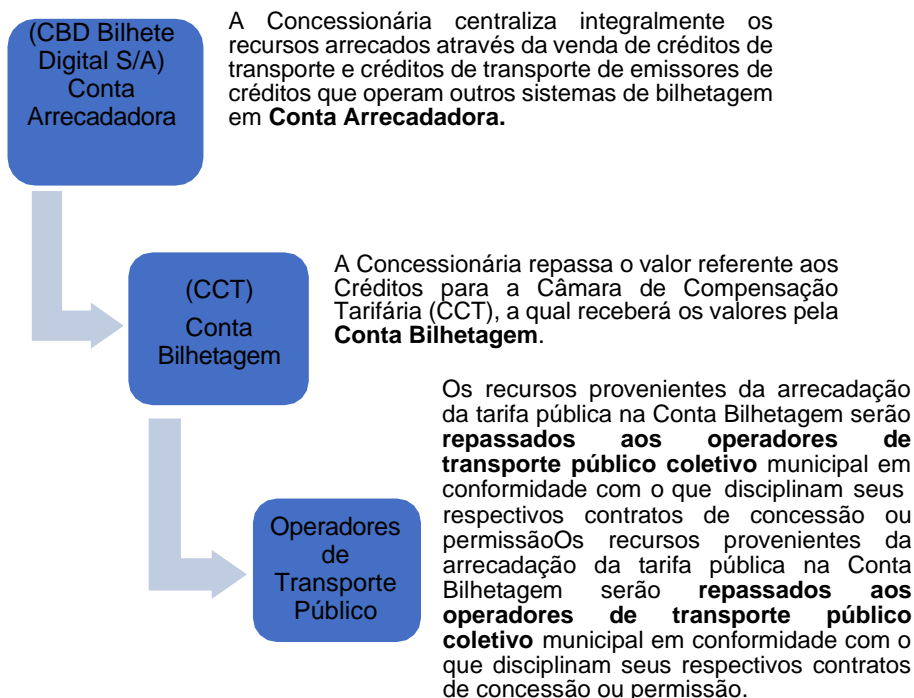 (CBD Bilhete
Digital S/A)
Conta
Arrecadadora
A Concessionária centraliza integralmente os
recursos arrecados através da venda de créditos de
transporte e créditos de transporte de emissores de
créditos que operam outros sistemas de bilhetagem
em Conta Arrecadadora.
(CCT)
Conta
Bilhetagem
A Concessionária repassa o valor referente aos
Créditos para a Câmara de Compensação
Tarifária (CCT), a qual receberá os valores pela
Conta Bilhetagem.
Operadores
de
Transporte
Público
Os recursos provenientes da arrecadação
da tarifa pública na Conta Bilhetagem serão
repassados aos operadores de
transporte público coletivo municipal em
conformidade com o que disciplinam seus
respectivos contratos de concessão ou
permissãoOs recursos provenientes da
arrecadação da tarifa pública na Conta
Bilhetagem serão repassados aos
operadores de transporte público
coletivo municipal em conformidade com o
que disciplinam seus respectivos contratos
de concessão ou permissão.